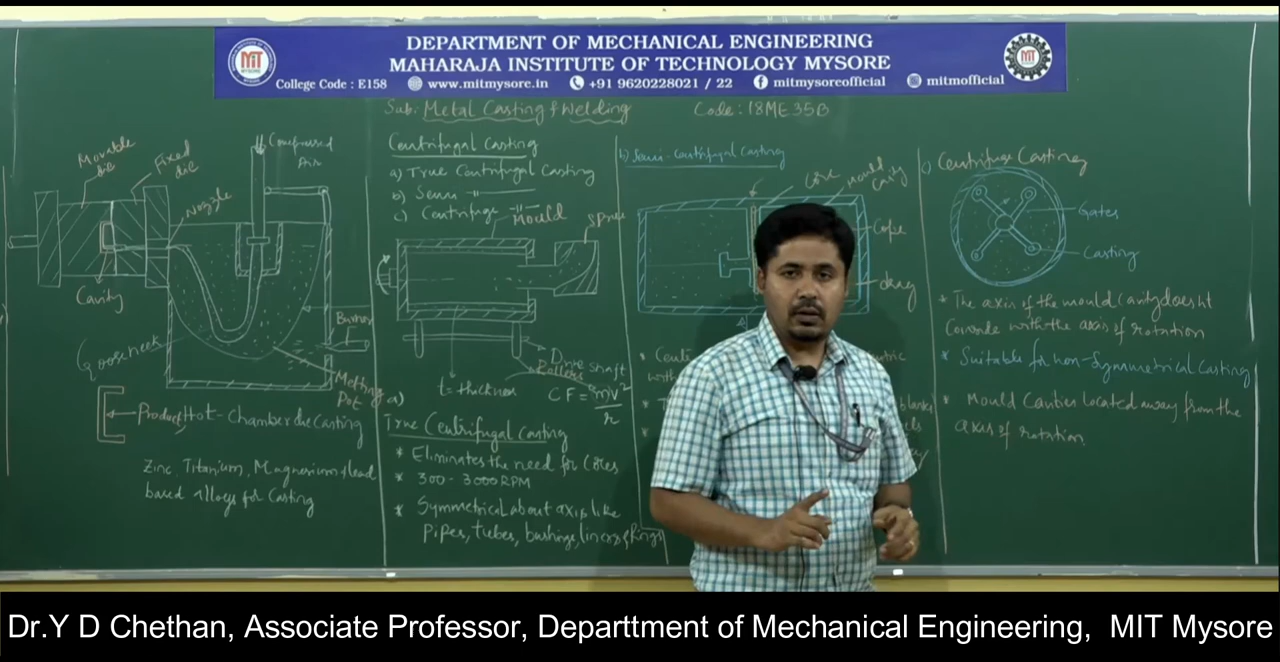 DEPARTMENT OF MECHANICAL ENGINEERING
MAHARAJA INSTITUTE OF TECHNOLOGY MYSORE
College Code : E158 www.mitmysore.in +91 9620228021 / 22 mitmysoreofficial mitmofficial
MIT
MYSORE
Sub: Metal Casting & Welding Code: 18ME35B
Movable die
Fixed die
Nozzle
Compressed Air
Cavity
Gooseneck
Burner
Melting Pot
Product
Hot-Chamber die casting
Zinc, Titanium, Magnesium & lead
based alloys for Casting
Centrifugal Casting
a) True Centrifugal Casting
b) Semi -"-
c) Centrifuge -"-
Mould
Sprue
Drive shaft
Rollers
t = thickness
CF = mv²/r
a)
True Centrifugal Casting
* Eliminates the need for Cores
* 300 - 3000 RPM
* Symmetrical about axis like
Pipes, tubes, bushings, liners & Rings
b) Semi-Centrifugal Casting
Core
mould cavity
Cope
drag
c) Centrifuge Casting
Gates
Casting
* The axis of the mould cavity doesn't
Coincide with the axis of rotation
* Suitable for non-Symmetrical Casting
* Mould Cavities located away from the
axis of rotation
Dr.Y D Chethan, Associate Professor, Departtment of Mechanical Engineering, MIT Mysore